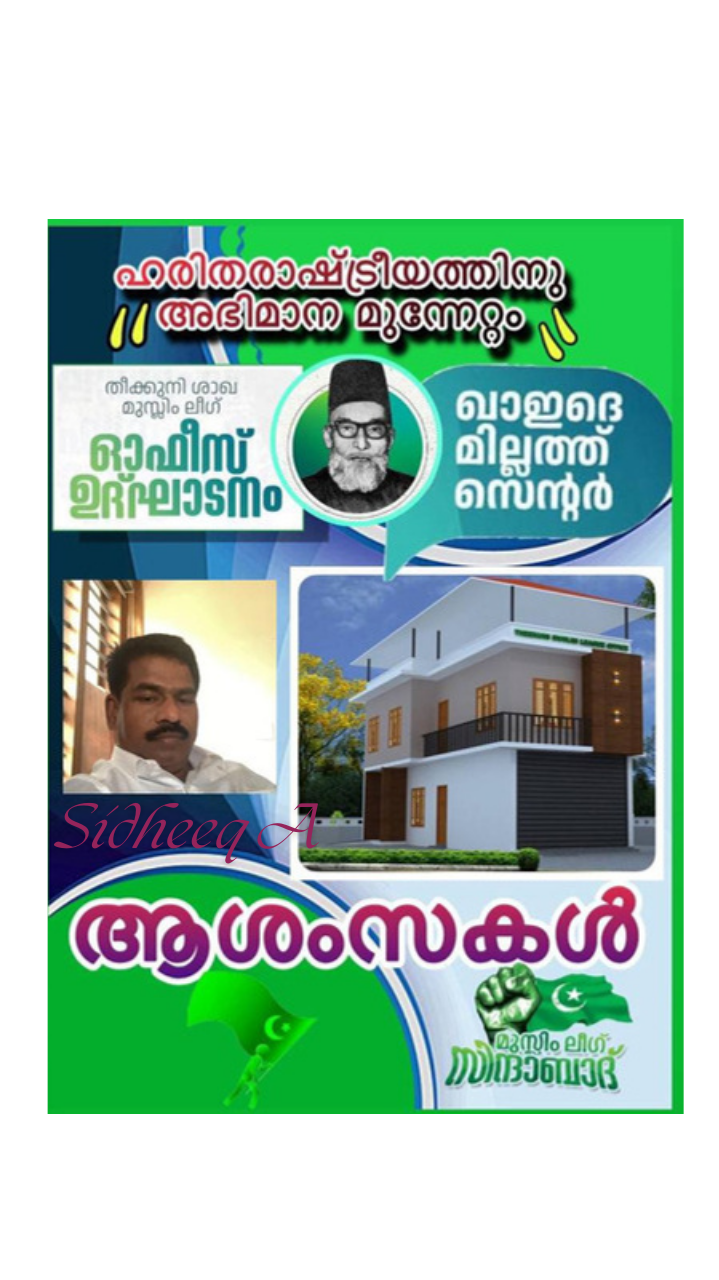 ഹരിതരാഷ്ട്രീയത്തിനു
അഭിമാന മുന്നേറ്റം
തീക്കുനി ശാഖ
മുസ്ലിം ലീഗ്
ഓഫീസ്
ഉദ്ഘാടനം
ഖാഇദെ
മില്ലത്ത്
സെന്റർ
Sidheeq A
ആശംസകൾ
മുസ്ലിം ലീഗ്
സിന്ദാബാദ്